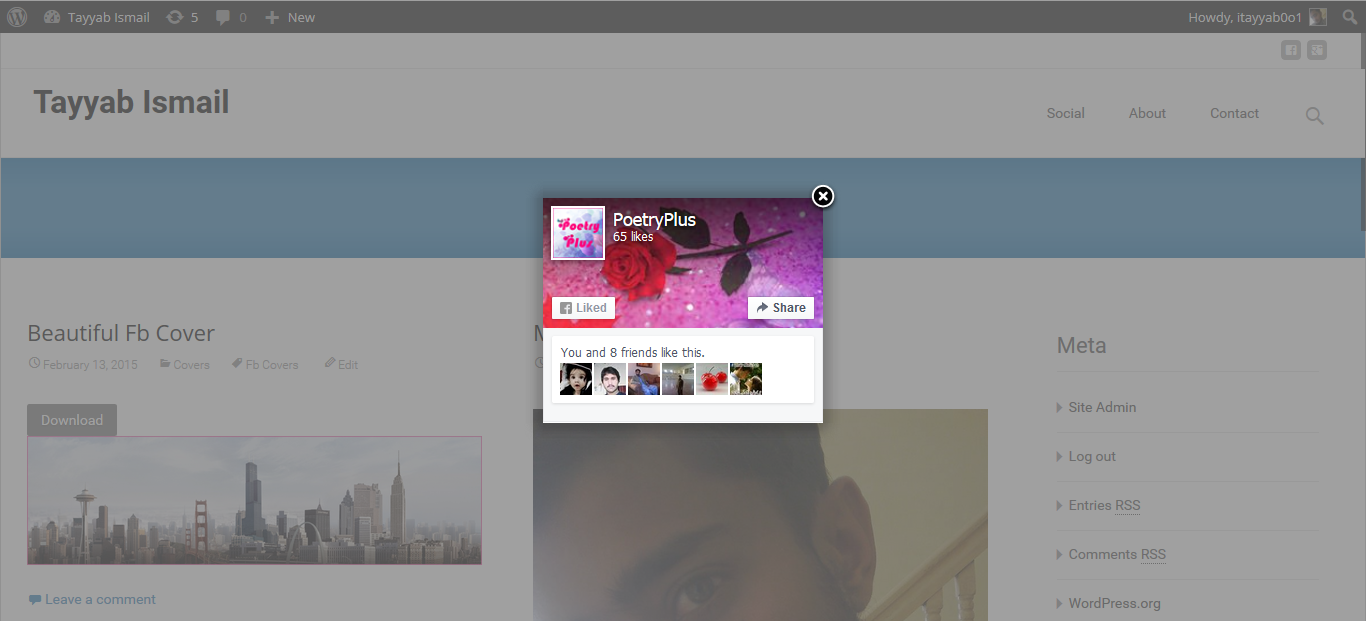 Tayyab Ismail 5 0 New Howdy, itayyab0o1
Tayyab Ismail
Social About Contact
PoetryPlus
65 likes
Poetry
Plus
Liked Share
You and 8 friends like this.
Beautiful Fb Cover
February 13, 2015 Covers Fb Covers Edit
Download
Leave a comment
M
Meta
Site Admin
Log out
Entries RSS
Comments RSS
WordPress.org